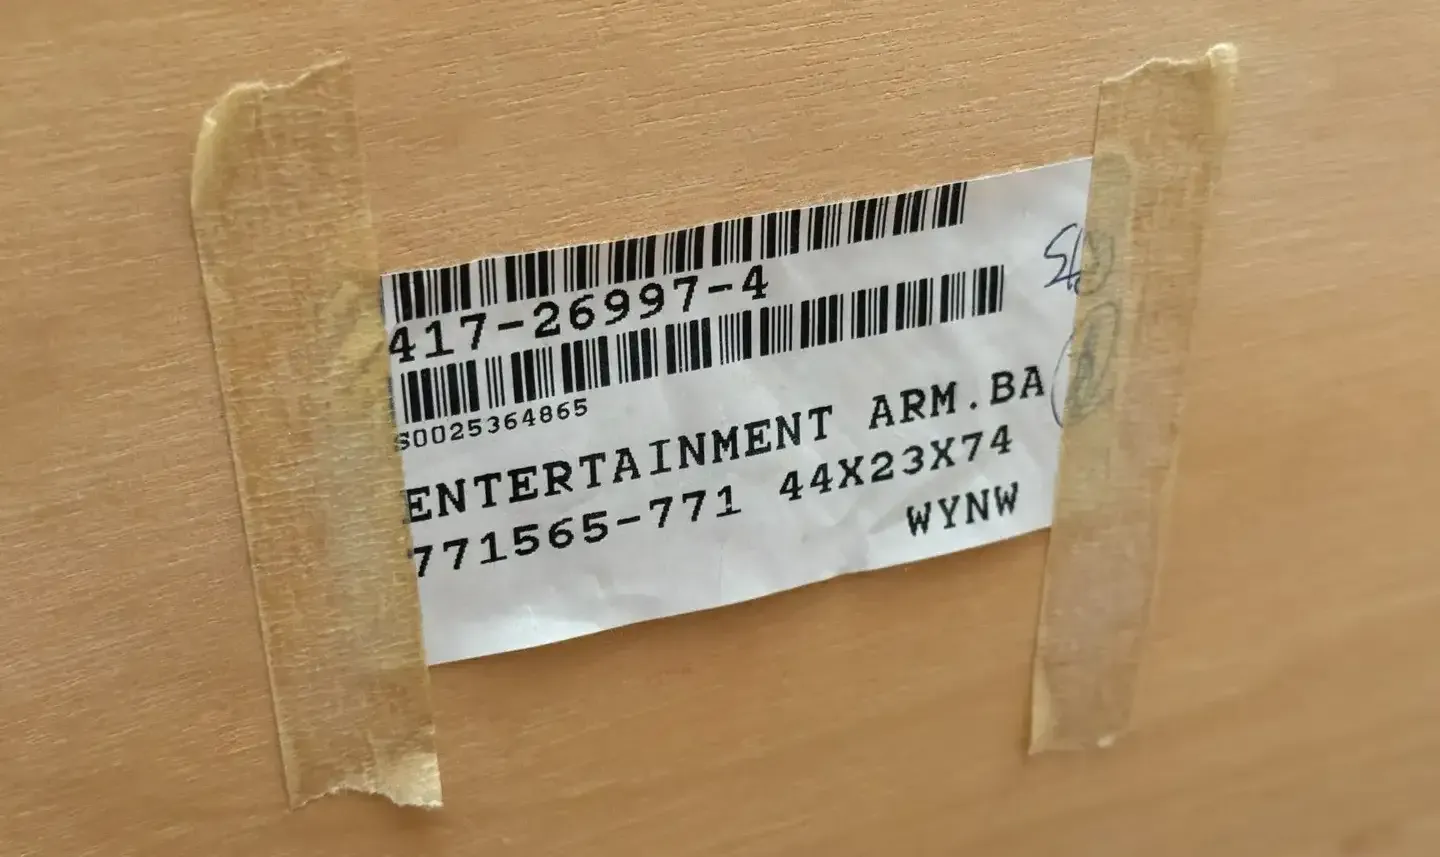 417-26997-4
S0025364865
ENTERTAINMENT ARM.BA
771565-771 44X23X74
WYNW